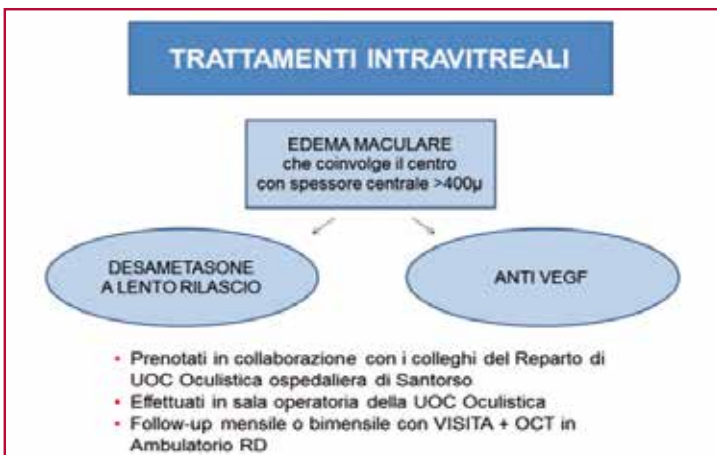 TRATTAMENTI INTRAVITREALI
EDEMA MACULARE
che coinvolge il centro
con spessore centrale >400µ
DESAMETASONE
A LENTO RILASCIO
ANTI VEGF
• Prenotati in collaborazione con i colleghi del Reparto di
UOC Oculistica ospedaliera di Santorso
• Effettuati in sala operatoria della UOC Oculistica
• Follow-up mensile o bimensile con VISITA + OCT in
Ambulatorio RD